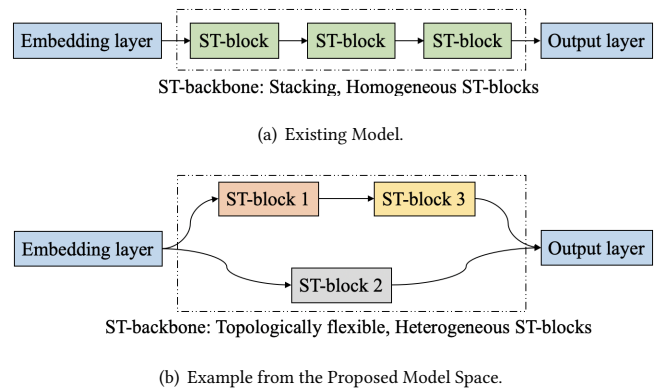 Embedding layer
ST-block
ST-block
ST-block
Output layer
ST-backbone: Stacking, Homogeneous ST-blocks
(a) Existing Model.
ST-block 1
ST-block 3
Embedding layer
Output layer
ST-block 2
ST-backbone: Topologically flexible, Heterogeneous ST-blocks
(b) Example from the Proposed Model Space.